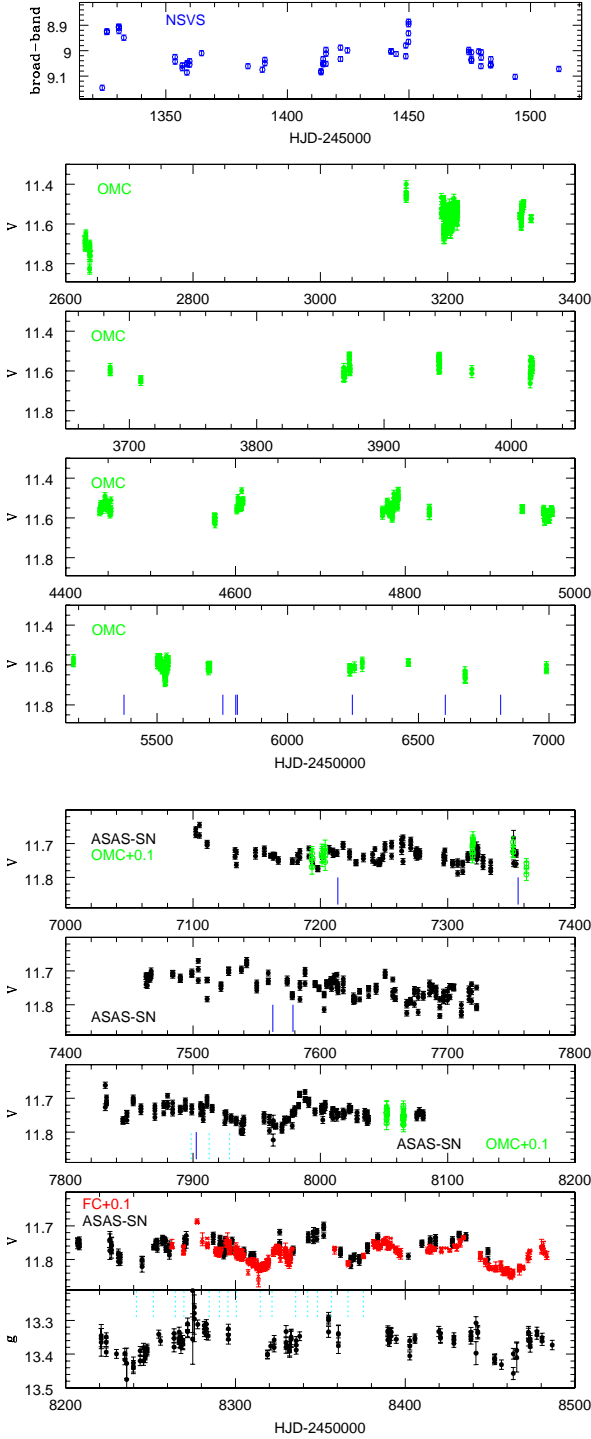 NSVS
broad-band
8.9
9
9.1
1350 1400 1450 1500
HJD-245000
OMC
V
11.4
11.6
11.8
2600 2800 3000 3200 3400
OMC
V
11.4
11.6
11.8
3700 3800 3900 4000
OMC
V
11.4
11.6
11.8
4400 4600 4800 5000
OMC
V
11.4
11.6
11.8
5500 6000 6500 7000
HJD-2450000
ASAS-SN
OMC+0.1
V
11.7
11.8
7000 7100 7200 7300 7400
V
11.7
11.8
ASAS-SN
7400 7500 7600 7700 7800
V
11.7
11.8
ASAS-SN OMC+0.1
7800 7900 8000 8100 8200
FC+0.1
ASAS-SN
V
11.7
11.8
g
13.3
13.4
13.5
8200 8300 8400 8500
HJD-2450000